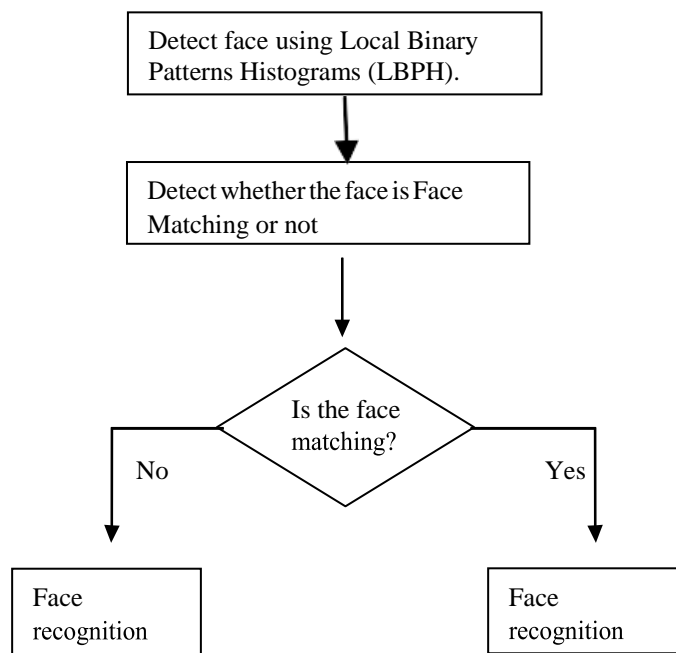 Detect face using Local Binary
Patterns Histograms (LBPH).
Detect whether the face is Face
Matching or not
Is the face
matching?
No
Yes
Face
recognition
Face
recognition